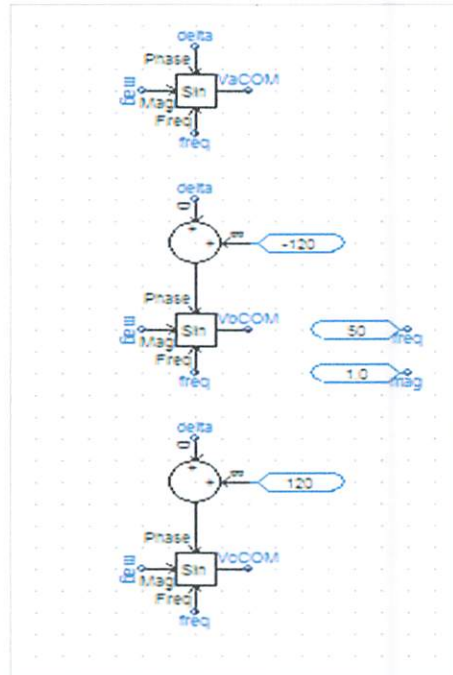 delta
Phase
VaCOM
Sin
mag
Mag
Freq
freq
delta
D
+
+
-120
Phase
VbCOM
Sin
mag
Mag
Freq
freq
50
freq
1.0
mag
delta
D
+
+
120
Phase
VcCOM
Sin
mag
Mag
Freq
freq